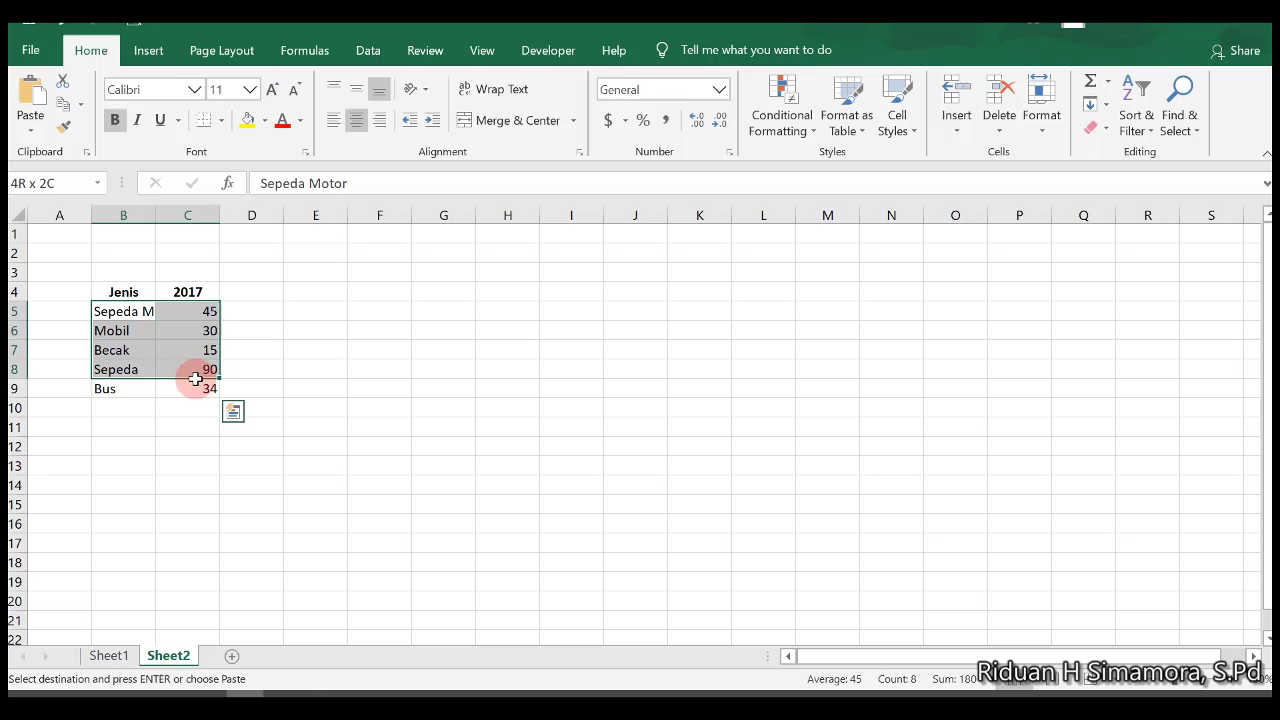 File Home Insert Page Layout Formulas Data Review View Developer Help Tell me what you want to do Share
Calibri 11 Wrap Text General
Paste B I U Merge & Center $ % Conditional Formatting Format as Table Cell Styles Insert Delete Format Sort & Filter Find & Select
Clipboard Font Alignment Number Styles Cells Editing
4R x 2C fx Sepeda Motor
A B C D E F G H I J K L M N O P Q R S
1
2
3
4 Jenis 2017
5 Sepeda M 45
6 Mobil 30
7 Becak 15
8 Sepeda 90
9 Bus 34
10
11
12
13
14
15
16
17
18
19
20
21
22
Sheet1 Sheet2
Select destination and press ENTER or choose Paste Average: 45 Count: 8 Sum: 180
Riduan H Simamora, S.Pd